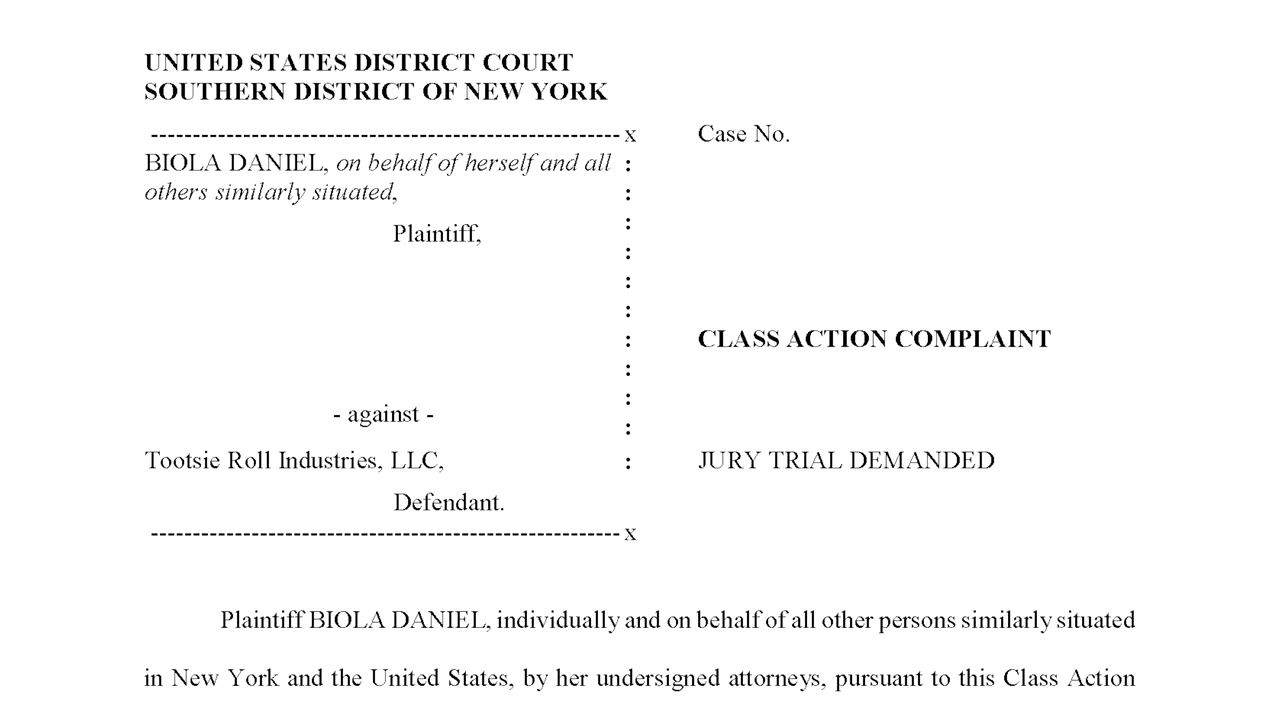 UNITED STATES DISTRICT COURT
SOUTHERN DISTRICT OF NEW YORK
-------------------------------------------------------- x Case No.
BIOLA DANIEL, on behalf of herself and all :
others similarly situated, :
:
Plaintiff,
:
:
:
: CLASS ACTION COMPLAINT
:
:
- against -
:
Tootsie Roll Industries, LLC, : JURY TRIAL DEMANDED
Defendant.
-------------------------------------------------------- x
Plaintiff BIOLA DANIEL, individually and on behalf of all other persons similarly situated
in New York and the United States, by her undersigned attorneys, pursuant to this Class Action